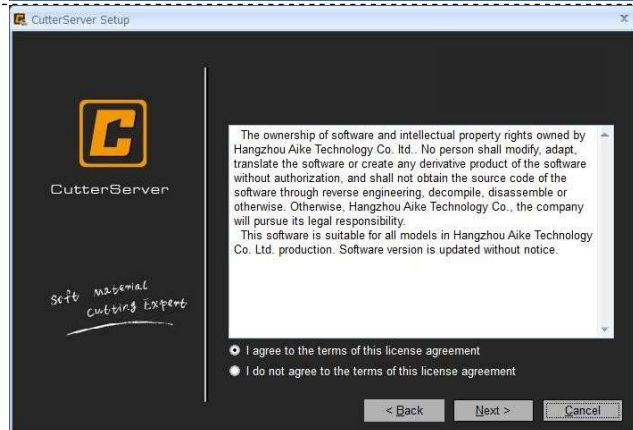 CutterServer Setup
x
C
CutterServer
Soft material
cutting Expert
The ownership of software and intellectual property rights owned by
Hangzhou Aike Technology Co. ltd.. No person shall modify, adapt,
translate the software or create any derivative product of the software
without authorization, and shall not obtain the source code of the
software through reverse engineering, decompile, disassemble or
otherwise. Otherwise, Hangzhou Aike Technology Co., the company
will pursue its legal responsibility.
This software is suitable for all models in Hangzhou Aike Technology
Co. Ltd. production. Software version is updated without notice.
I agree to the terms of this license agreement
I do not agree to the terms of this license agreement
< Back Next > Cancel